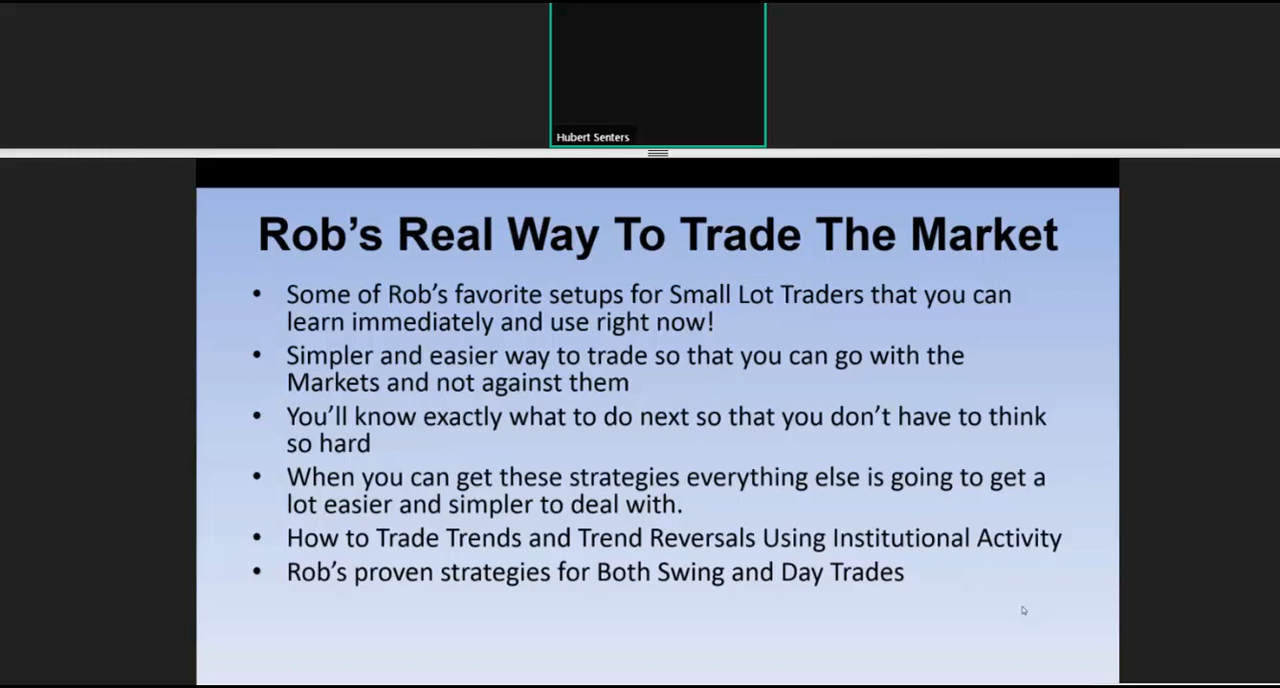 Hubert Senters
Rob's Real Way To Trade The Market
• Some of Rob's favorite setups for Small Lot Traders that you can
learn immediately and use right now!
• Simpler and easier way to trade so that you can go with the
Markets and not against them
• You'll know exactly what to do next so that you don't have to think
so hard
• When you can get these strategies everything else is going to get a
lot easier and simpler to deal with.
• How to Trade Trends and Trend Reversals Using Institutional Activity
• Rob's proven strategies for Both Swing and Day Trades